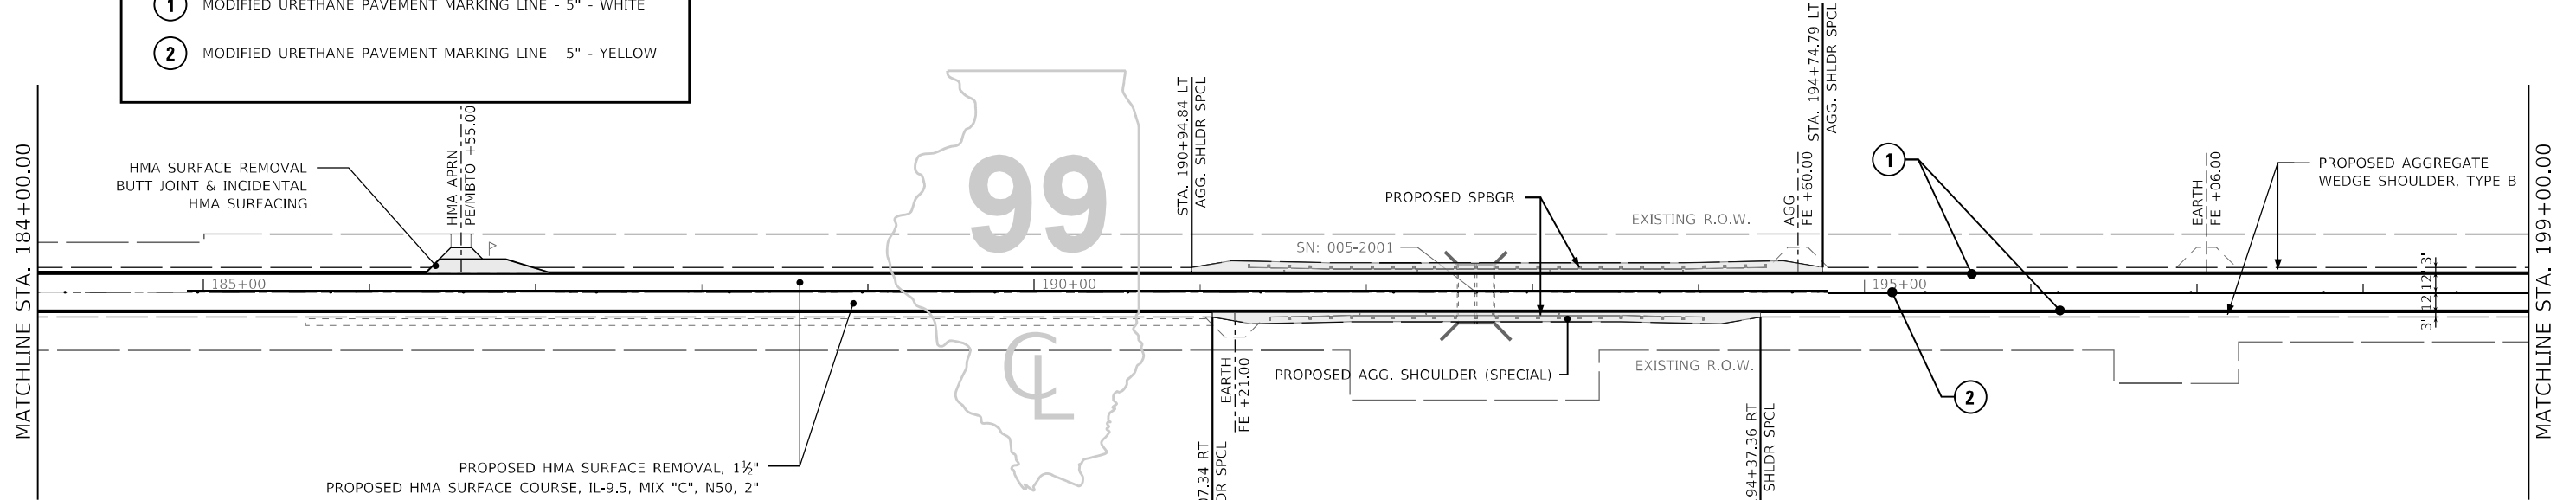 1 MODIFIED URETHANE PAVEMENT MARKING LINE - 5" - WHITE
2 MODIFIED URETHANE PAVEMENT MARKING LINE - 5" - YELLOW
MATCHLINE STA. 184+00.00
HMA SURFACE REMOVAL
BUTT JOINT & INCIDENTAL
HMA SURFACING
HMA APRN
PE/MBTO +55.00
99
CL
STA. 190+94.84 LT
AGG. SHLDR SPCL
PROPOSED SPBGR
SN: 005-2001
EXISTING R.O.W.
AGG
FE +60.00
STA. 194+74.79 LT
AGG. SHLDR SPCL
1
EARTH
FE +06.00
PROPOSED AGGREGATE
WEDGE SHOULDER, TYPE B
MATCHLINE STA. 199+00.00
185+00
190+00
195+00
3'
12'
12'
3'
EARTH
FE +21.00
PROPOSED AGG. SHOULDER (SPECIAL)
EXISTING R.O.W.
2
PROPOSED HMA SURFACE REMOVAL, 1½"
PROPOSED HMA SURFACE COURSE, IL-9.5, MIX "C", N50, 2"
07.34 RT
DR SPCL
94+37.36 RT
SHLDR SPCL